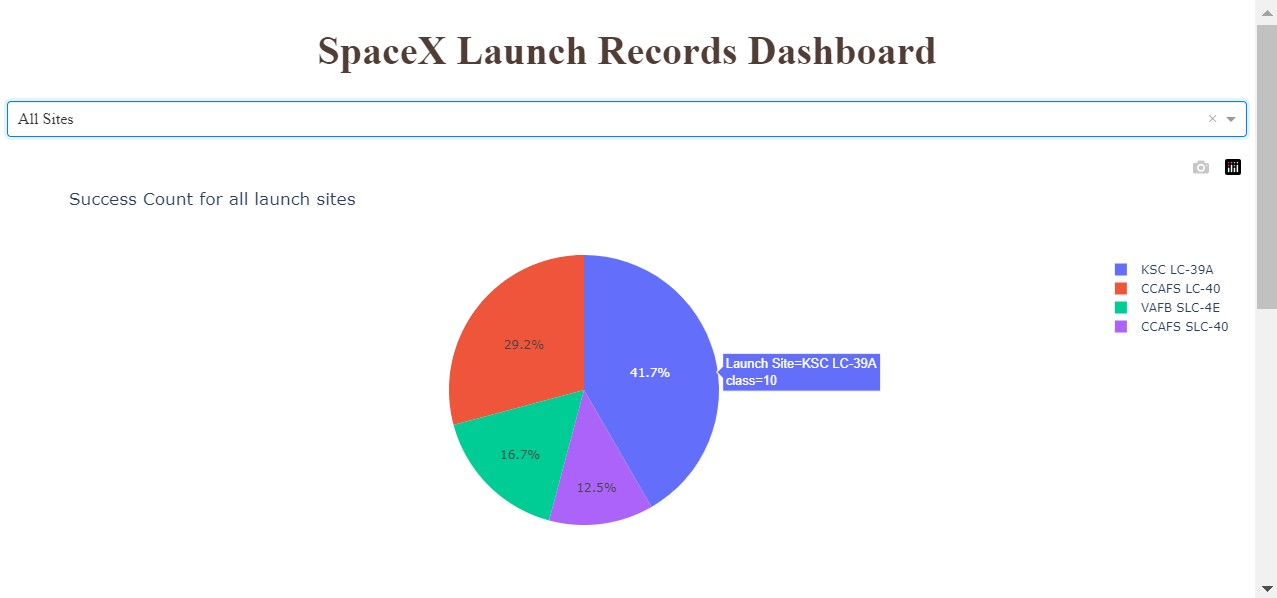 SpaceX Launch Records Dashboard
All Sites
Success Count for all launch sites
KSC LC-39A
CCAFS LC-40
VAFB SLC-4E
CCAFS SLC-40
29.2%
41.7%
Launch Site=KSC LC-39A
class=10
16.7%
12.5%